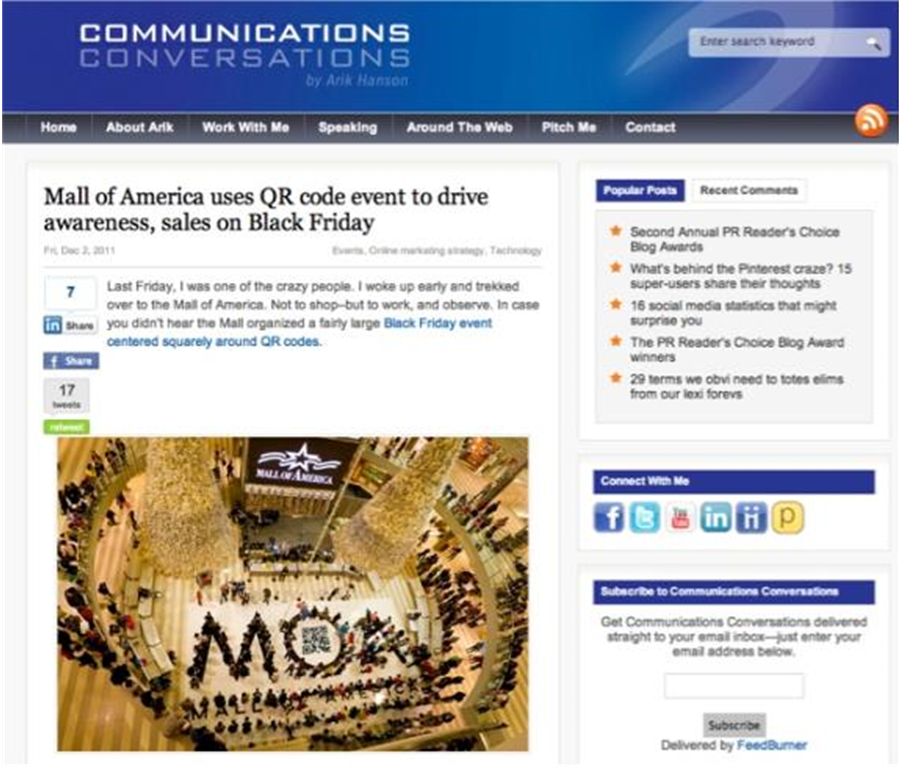 COMMUNICATIONS
CONVERSATIONS
by Arik Hanson
Enter search keyword
Home About Arik Work With Me Speaking Around The Web Pitch Me Contact
Mall of America uses QR code event to drive
awareness, sales on Black Friday
Fri, Dec 2, 2011 Events, Online marketing strategy, Technology
7
in Share
f Share
17
tweets
retweet
Last Friday, I was one of the crazy people. I woke up early and trekked
over to the Mall of America. Not to shop–but to work, and observe. In case
you didn't hear the Mall organized a fairly large Black Friday event
centered squarely around QR codes.
MALL OF AMERICA
MOA
MALL OF AMERICA
Popular Posts Recent Comments
Second Annual PR Reader's Choice
Blog Awards
What's behind the Pinterest craze? 15
super-users share their thoughts
16 social media statistics that might
surprise you
The PR Reader's Choice Blog Award
winners
29 terms we obvi need to totes elims
from our lexi forevs
Connect With Me
f t You Tube in p
Subscribe to Communications Conversations
Get Communications Conversations delivered
straight to your email inbox—just enter your
email address below.
Subscribe
Delivered by FeedBurner